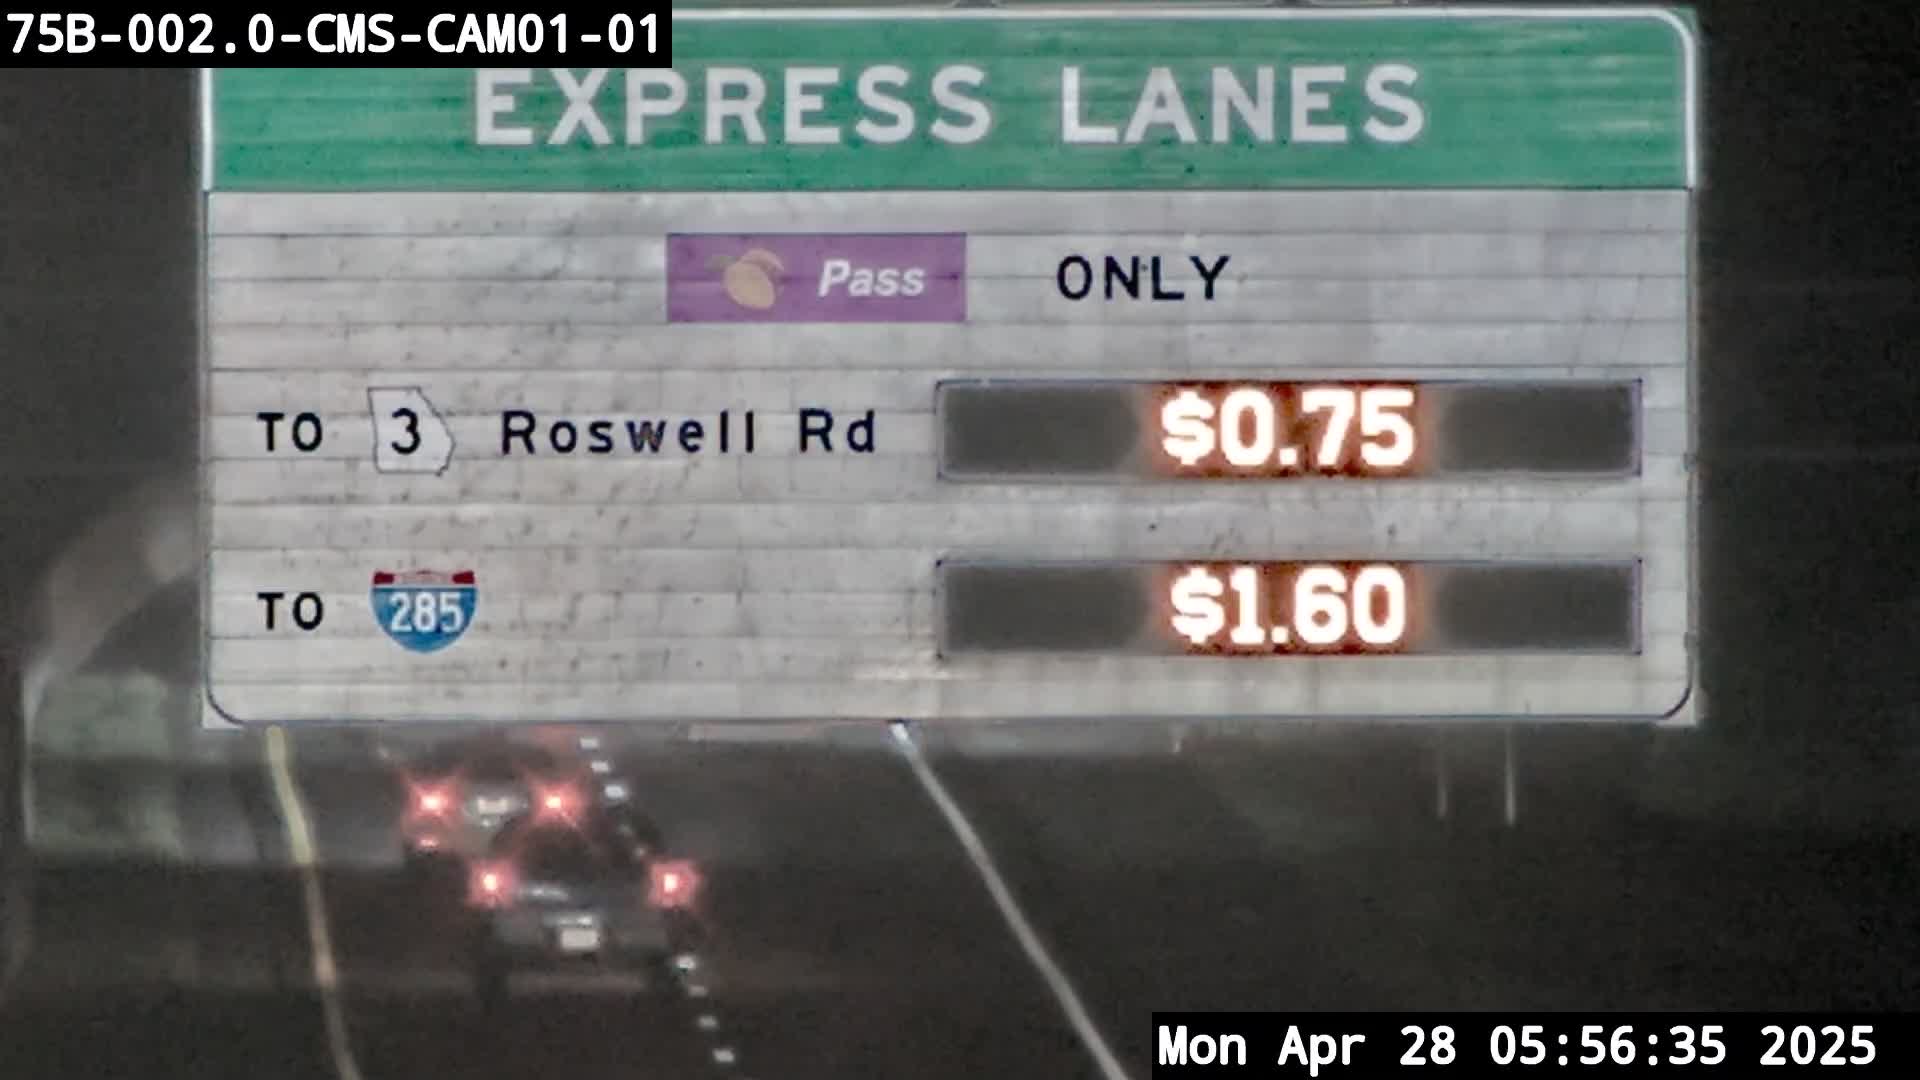 75B-002.0-CMS-CAM01-01
EXPRESS LANES
Pass ONLY
TO 3 Roswell Rd $0.75
TO 285 $1.60
Mon Apr 28 05:56:35 2025